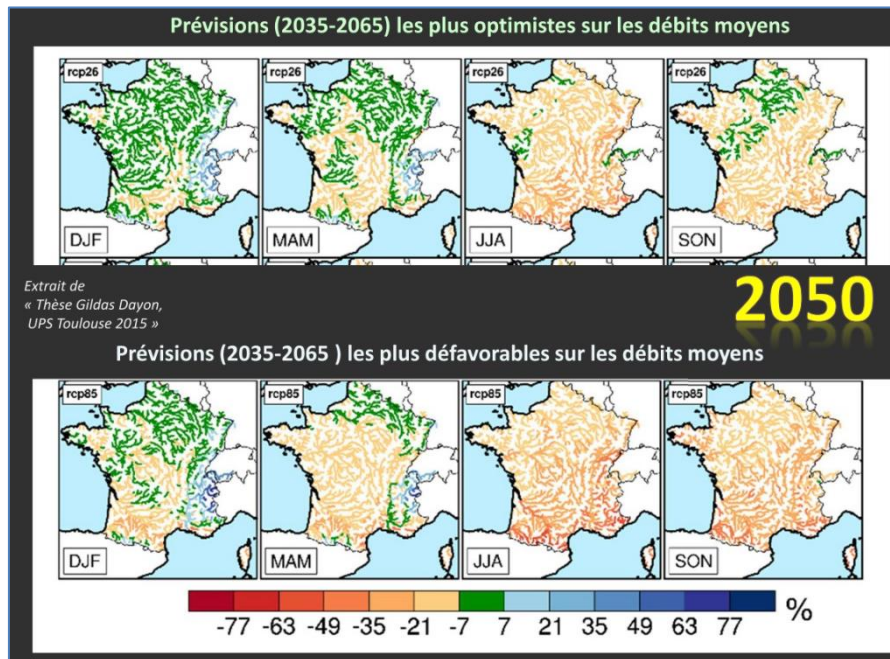 Prévisions (2035-2065) les plus optimistes sur les débits moyens
rcp26 rcp26 rcp26 rcp26
DJF MAM JJA SON
Extrait de
« Thèse Gildas Dayon,
UPS Toulouse 2015 »
2050
Prévisions (2035-2065 ) les plus défavorables sur les débits moyens
rcp85 rcp85 rcp85 rcp85
DJF MAM JJA SON
-77 -63 -49 -35 -21 -7 7 21 35 49 63 77 %